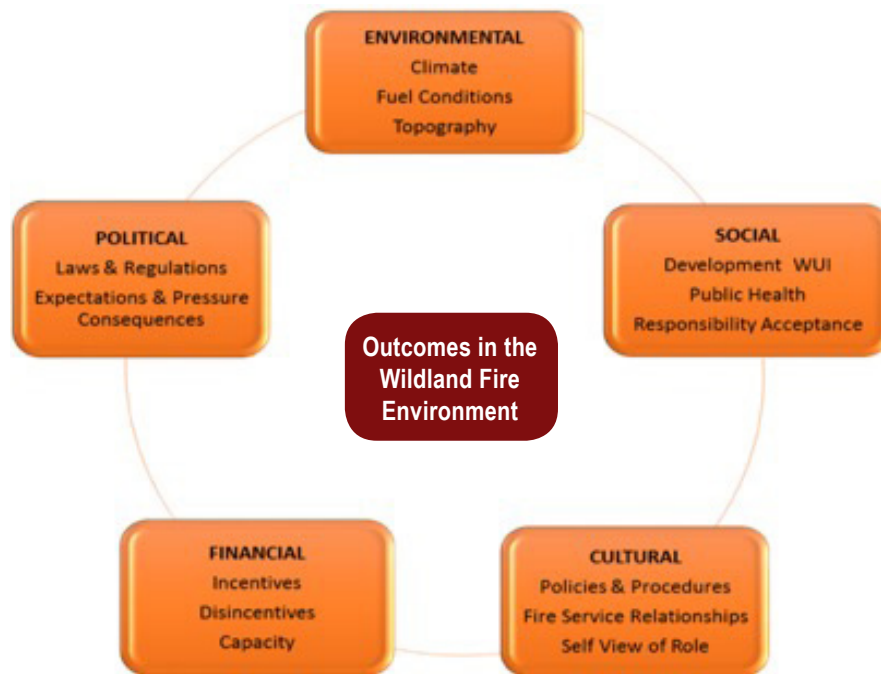 ENVIRONMENTAL
Climate
Fuel Conditions
Topography
POLITICAL
Laws & Regulations
Expectations & Pressure
Consequences
SOCIAL
Development WUI
Public Health
Responsibility Acceptance
Outcomes in the
Wildland Fire
Environment
FINANCIAL
Incentives
Disincentives
Capacity
CULTURAL
Policies & Procedures
Fire Service Relationships
Self View of Role